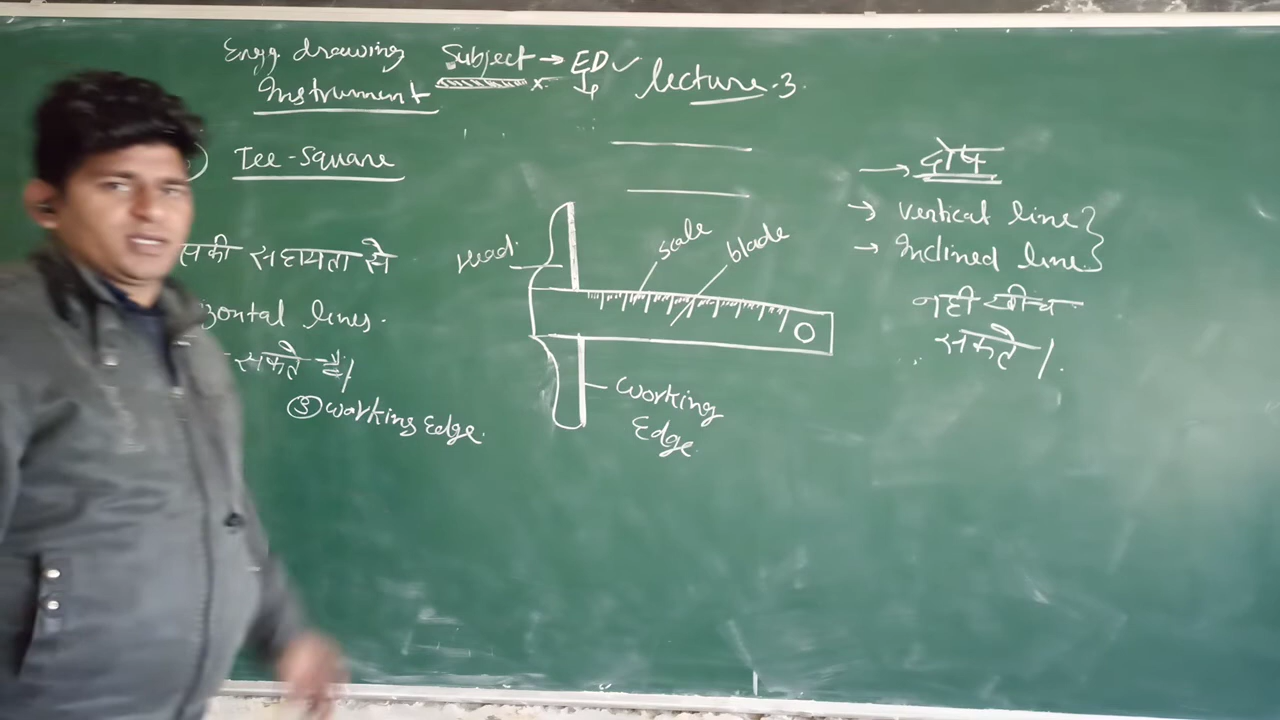 Engg drawing
Instrument
Subject → ED ✓
Lecture-3.
) Tee-Square
सकी सहायता से
zontal lines.
सकते है।
③ Working Edge.
scale
blade
Working
Edge
→ दोष
→ Vertical line}
→ Inclined line}
नही खीच
सकते।